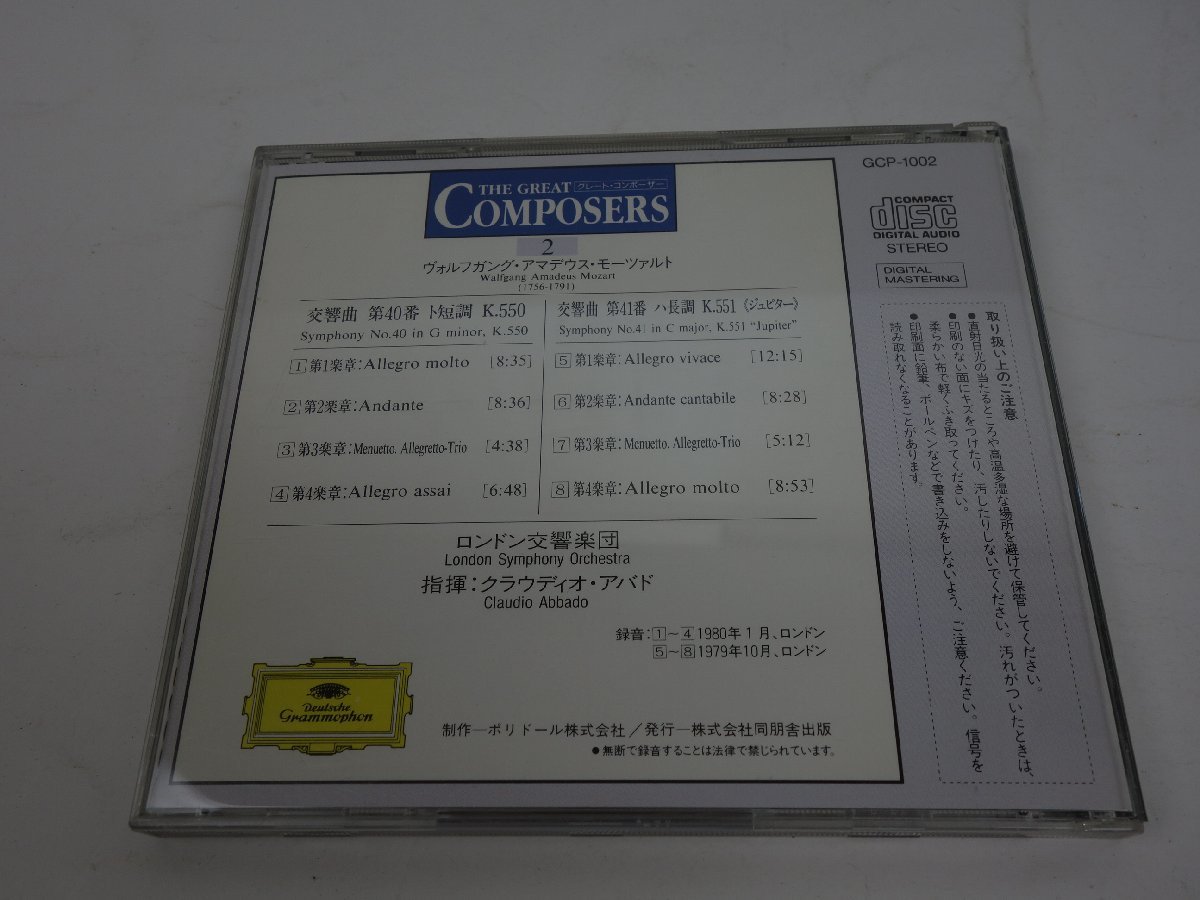 THE GREAT グレート・コンポーザー
COMPOSERS
2
ヴォルフガング・アマデウス・モーツァルト
Wolfgang Amadeus Mozart
(1756-1791)
交響曲 第40番 ト短調 K.550
Symphony No.40 in G minor, K.550
1 第1楽章:Allegro molto [8:35]
2 第2楽章:Andante [8:36]
3 第3楽章:Menuetto. Allegretto-Trio [4:38]
4 第4楽章:Allegro assai [6:48]
交響曲 第41番 ハ長調 K.551《ジュピター》
Symphony No.41 in C major, K.551 "Jupiter"
5 第1楽章:Allegro vivace [12:15]
6 第2楽章:Andante cantabile [8:28]
7 第3楽章:Menuetto. Allegretto-Trio [5:12]
8 第4楽章:Allegro molto [8:53]
ロンドン交響楽団
London Symphony Orchestra
指揮:クラウディオ・アバド
Claudio Abbado
録音:1~4 1980年1月、ロンドン
5~8 1979年10月、ロンドン
Deutsche
Grammophon
制作―ポリドール株式会社/発行―株式会社同朋舎出版
●無断で録音することは法律で禁じられています。
GCP-1002
COMPACT
disc
DIGITAL AUDIO
STEREO
DIGITAL
MASTERING
取り扱い上のご注意
●直射日光の当たるところや高温多湿な場所を避けて保管してください。
●印刷のない面にキズをつけたり、汚したりしないでください。汚れがついたときは、
柔らかい布で軽くふき取ってください。
●印刷面に鉛筆、ボールペンなどで書き込みをしないよう、ご注意ください。信号を
読み取れなくなることがあります。